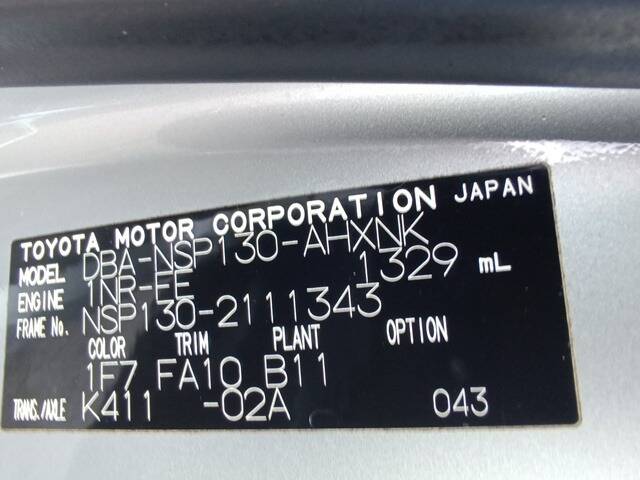 TOYOTA MOTOR CORPORATION JAPAN
MODEL DBA-NSP130-AHXNK
ENGINE 1NR-FE 1329 mL
FRAME No. NSP130-2111343
COLOR TRIM PLANT OPTION
1F7 FA10 B11
TRANS./AXLE K411 -02A 043